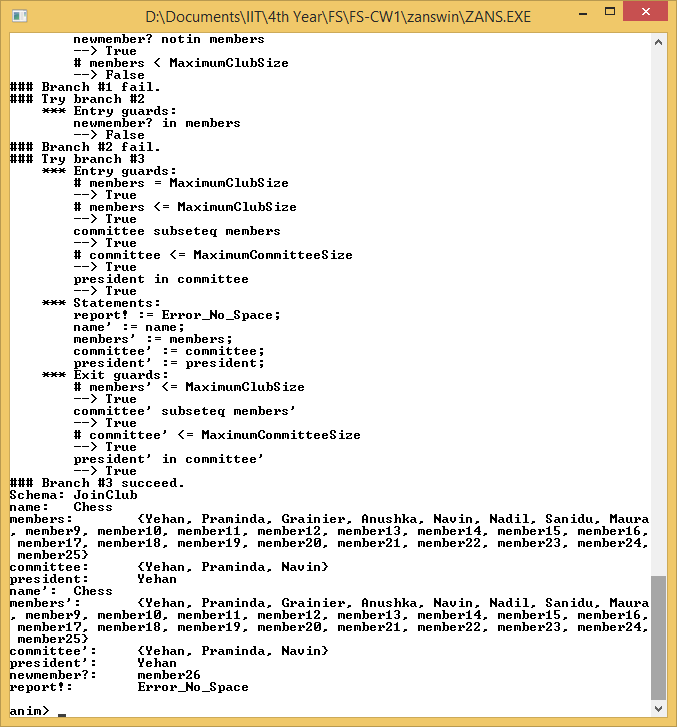 D:\Documents\IIT\4th Year\FS\FS-CW1\zanswin\ZANS.EXE
newmember? notin members
--> True
# members < MaximumClubSize
--> False
### Branch #1 fail.
### Try branch #2
*** Entry guards:
newmember? in members
--> False
### Branch #2 fail.
### Try branch #3
*** Entry guards:
# members = MaximumClubSize
--> True
# members <= MaximumClubSize
--> True
committee subseteq members
--> True
# committee <= MaximumCommitteeSize
--> True
president in committee
--> True
*** Statements:
report! := Error_No_Space;
name' := name;
members' := members;
committee' := committee;
president' := president;
*** Exit guards:
# members' <= MaximumClubSize
--> True
committee' subseteq members'
--> True
# committee' <= MaximumCommitteeSize
--> True
president' in committee'
--> True
### Branch #3 succeed.
Schema: JoinClub
name: Chess
members: {Yehan, Praminda, Grainier, Anushka, Navin, Nadil, Sanidu, Maura
, member9, member10, member11, member12, member13, member14, member15, member16,
member17, member18, member19, member20, member21, member22, member23, member24,
member25}
committee: {Yehan, Praminda, Navin}
president: Yehan
name': Chess
members': {Yehan, Praminda, Grainier, Anushka, Navin, Nadil, Sanidu, Maura
, member9, member10, member11, member12, member13, member14, member15, member16,
member17, member18, member19, member20, member21, member22, member23, member24,
member25}
committee': {Yehan, Praminda, Navin}
president': Yehan
newmember?: member26
report!: Error_No_Space
anim> _